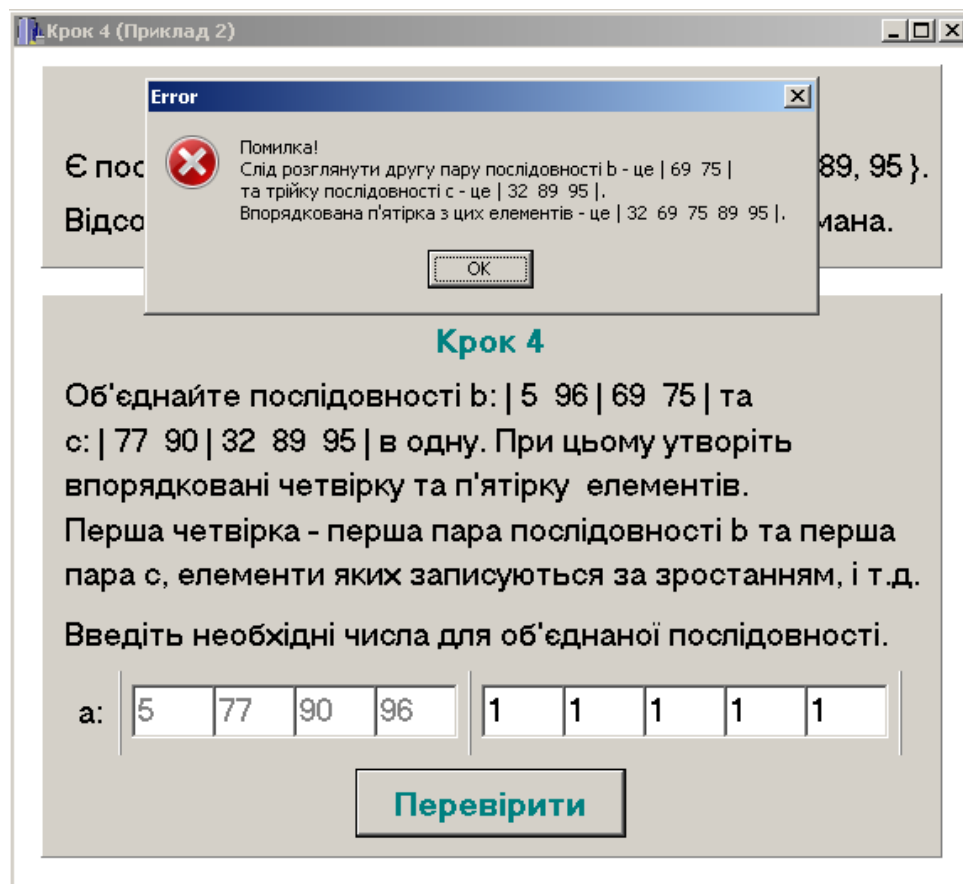 Крок 4 (Приклад 2)
Error
Помилка!
Слід розглянути другу пару послідовності b - це | 69 75 |
та трійку послідовності c - це | 32 89 95 |.
Впорядкована п'ятірка з цих елементів - це | 32 69 75 89 95 |.
OK
Є 89, 95 }.
Крок 4
Об'єднайте послідовності b: | 5 96 | 69 75 | та
c: | 77 90 | 32 89 95 | в одну. При цьому утворіть
впорядковані четвірку та п'ятірку елементів.
Перша четвірка - перша пара послідовності b та перша
пара c, елементи яких записуються за зростанням, і т.д.
Введіть необхідні числа для об'єднаної послідовності.
a: 5 77 90 96 1 1 1 1 1
Перевірити